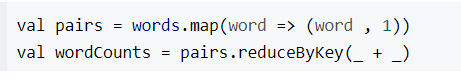 val pairs = words.map(word => (word , 1))
val wordCounts = pairs.reduceByKey(_ + _)